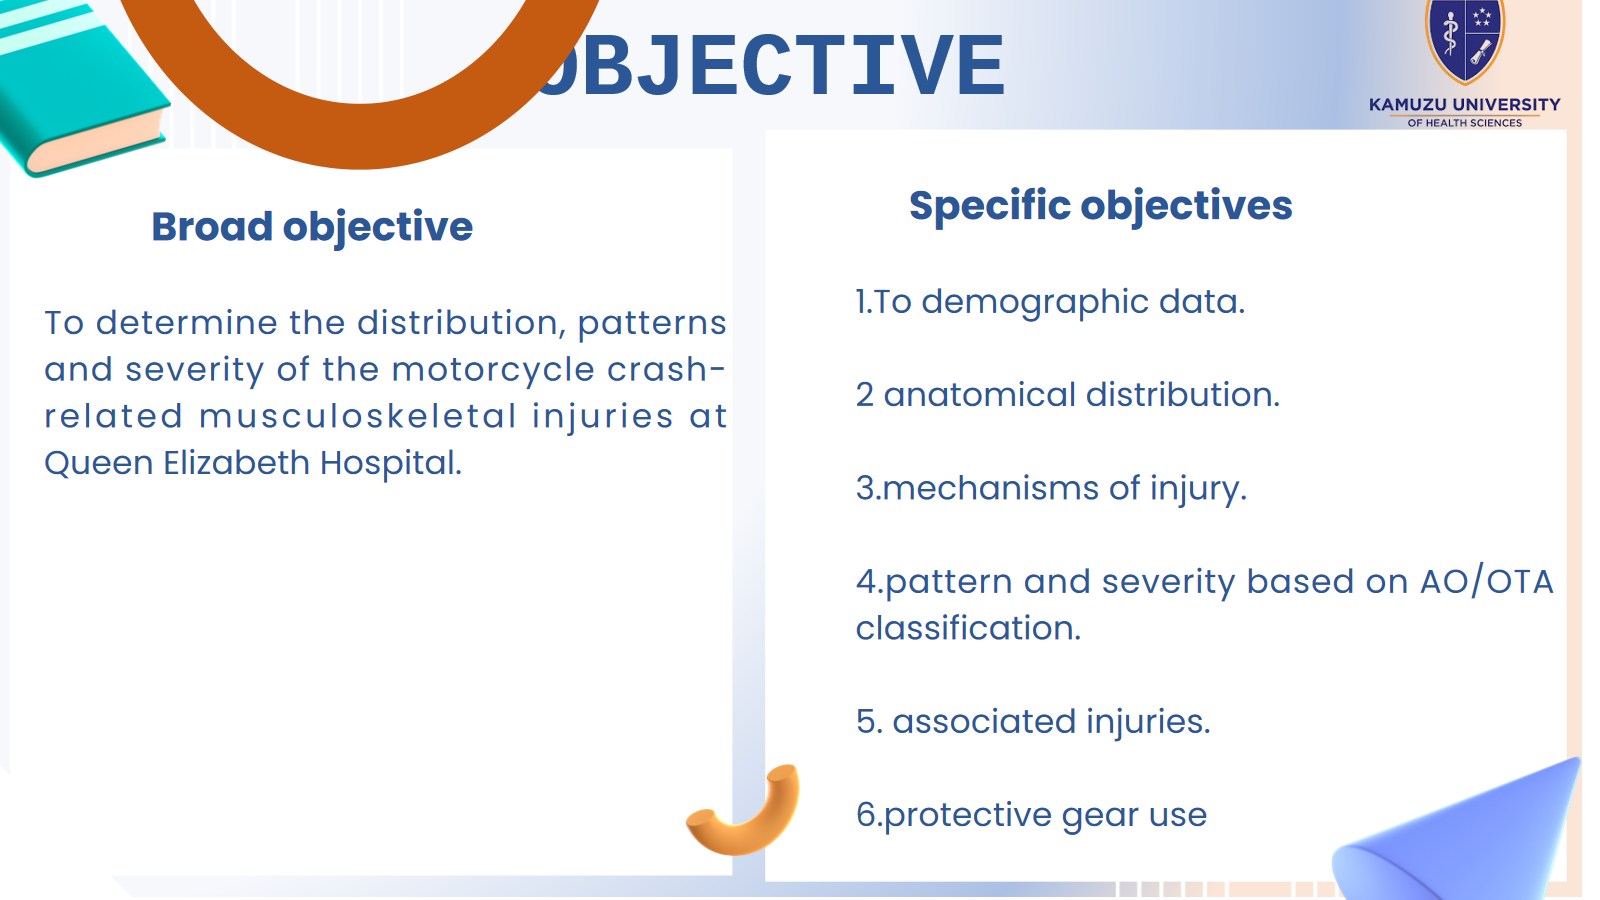 OBJECTIVE
KAMUZU UNIVERSITY
OF HEALTH SCIENCES
Broad objective
To determine the distribution, patterns
and severity of the motorcycle crash-
related musculoskeletal injuries at
Queen Elizabeth Hospital.
Specific objectives
1.To demographic data.
2 anatomical distribution.
3.mechanisms of injury.
4.pattern and severity based on AO/OTA
classification.
5. associated injuries.
6.protective gear use